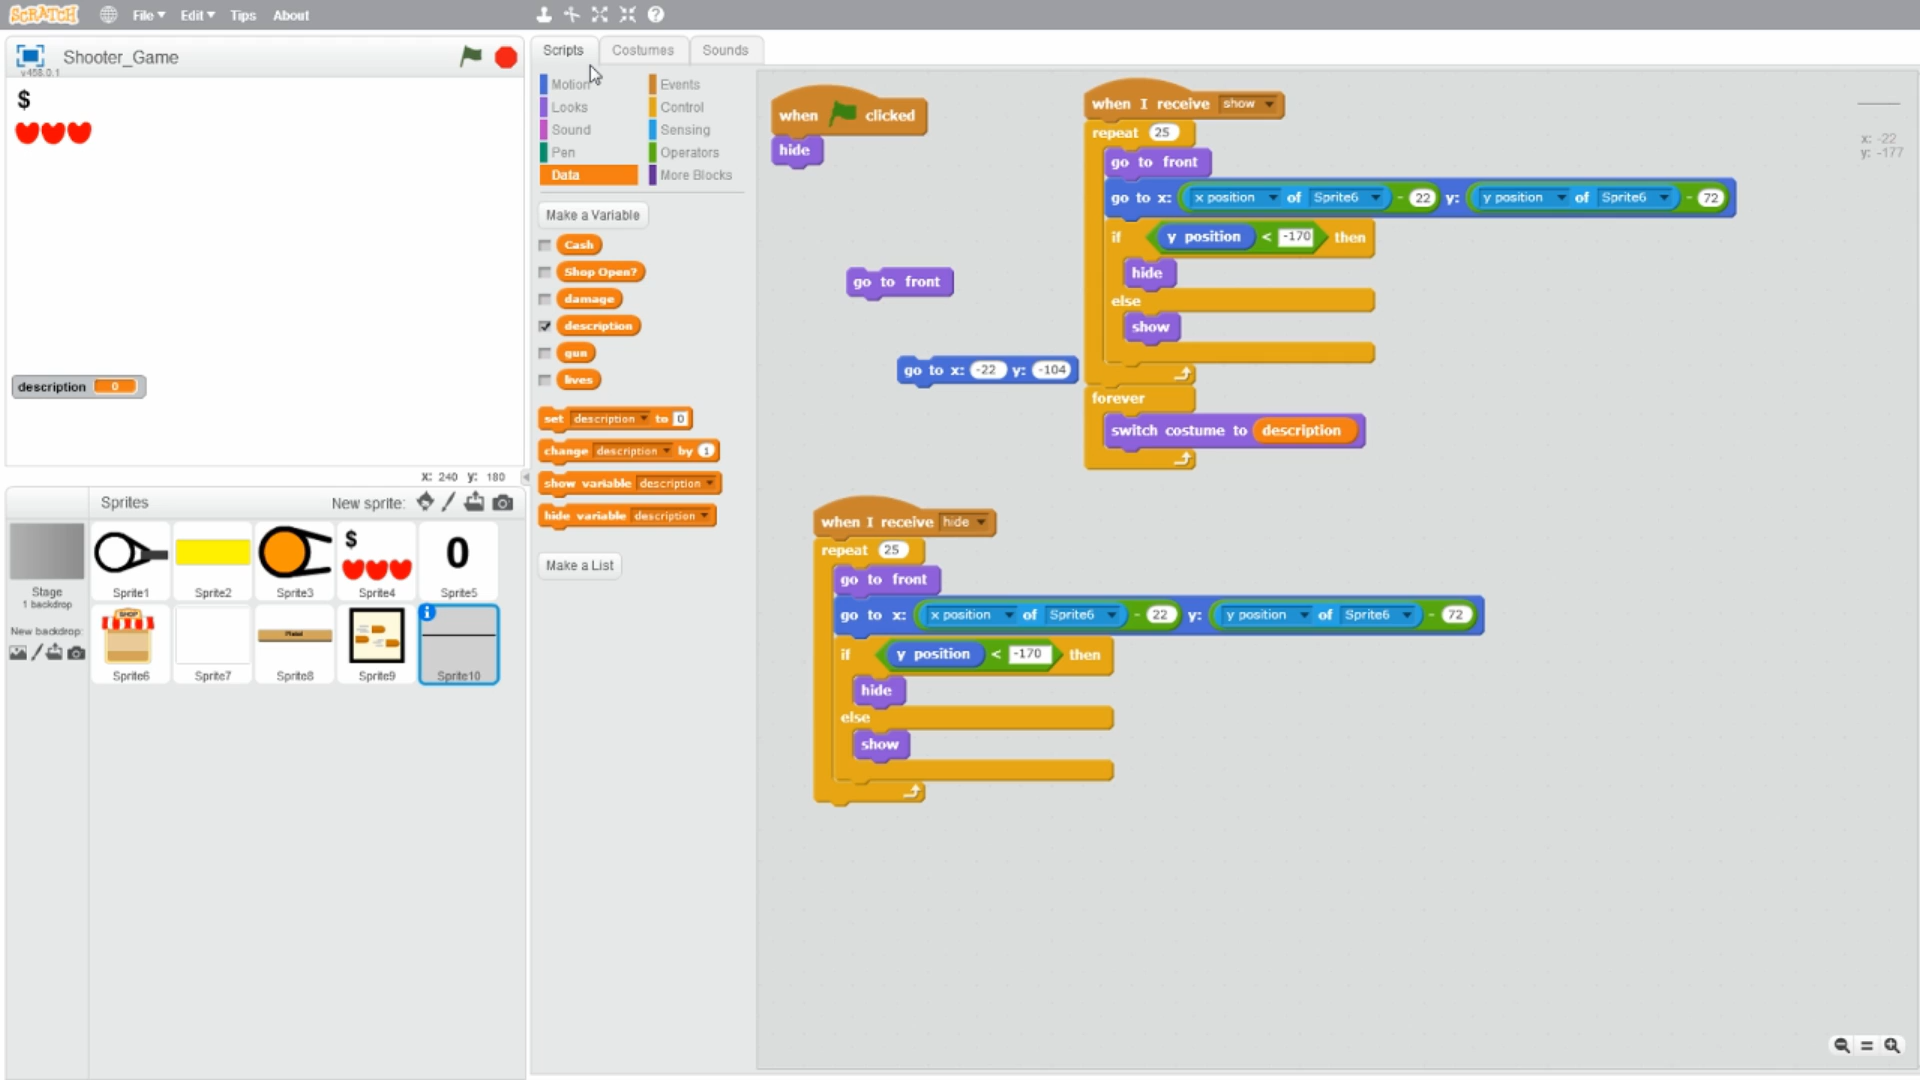 SCRATCH File Edit Tips About
Shooter_Game
v458.0.1
$
description 0
x: 240 y: 180
Sprites New sprite:
Stage
1 backdrop
New backdrop:
$
0
Sprite1 Sprite2 Sprite3 Sprite4 Sprite5
SHOP
Sprite6 Sprite7 Sprite8 Sprite9 Sprite10
Scripts Costumes Sounds
Motion Events
Looks Control
Sound Sensing
Pen Operators
Data More Blocks
Make a Variable
Cash
Shop Open?
damage
description
gun
lives
set description to 0
change description by 1
show variable description
hide variable description
Make a List
when clicked
hide
go to front
go to x: -22 y: -104
when I receive show
repeat 25
go to front
go to x: x position of Sprite6 - 22 y: y position of Sprite6 - 72
if y position < -170 then
hide
else
show
forever
switch costume to description
when I receive hide
repeat 25
go to front
go to x: x position of Sprite6 - 22 y: y position of Sprite6 - 72
if y position < -170 then
hide
else
show
x: -22
y: -177